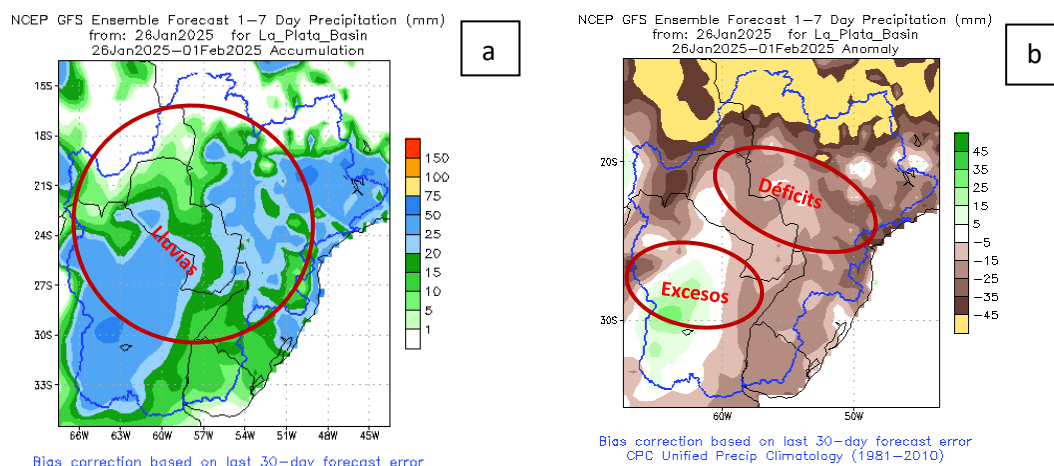 NCEP GFS Ensemble Forecast 1−7 Day Precipitation (mm)
from: 26Jan2025 for La_Plata_Basin
26Jan2025−01Feb2025 Accumulation
a
15S
18S
21S
24S
27S
30S
33S
66W 63W 60W 57W 54W 51W 48W 45W
Lluvias
150
100
75
50
25
20
15
10
5
1
Bias correction based on last 30−day forecast error
NCEP GFS Ensemble Forecast 1−7 Day Precipitation (mm)
from: 26Jan2025 for La_Plata_Basin
26Jan2025−01Feb2025 Anomaly
b
20S
30S
60W 50W
Déficits
Excesos
45
35
25
15
5
−5
−15
−25
−35
−45
Bias correction based on last 30−day forecast error
CPC Unified Precip Climatology (1981−2010)